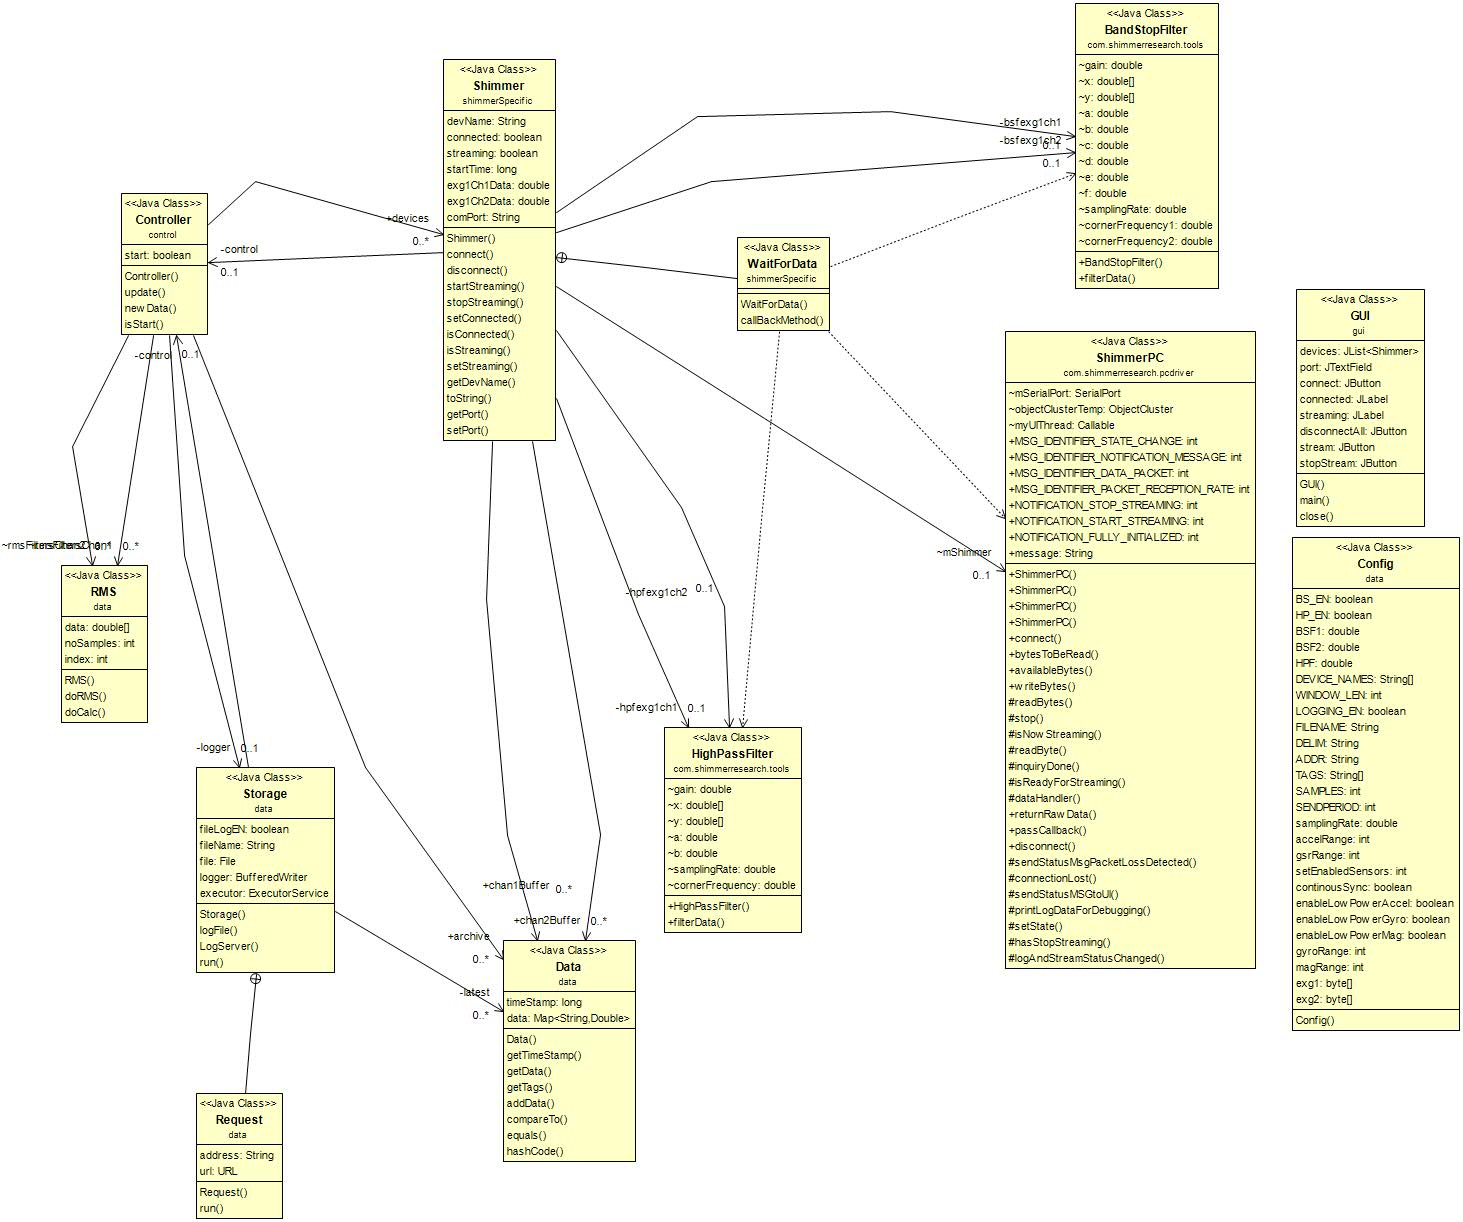 <<Java Class>>
BandStopFilter
com.shimmerresearch.tools
~gain: double
~x: double[]
~y: double[]
~a: double
~b: double
~c: double
~d: double
~e: double
~f: double
~samplingRate: double
~cornerFrequency1: double
~cornerFrequency2: double
+BandStopFilter()
+filterData()
<<Java Class>>
Shimmer
shimmerSpecific
devName: String
connected: boolean
streaming: boolean
startTime: long
exg1Ch1Data: double
exg1Ch2Data: double
comPort: String
Shimmer()
connect()
disconnect()
startStreaming()
stopStreaming()
setConnected()
isConnected()
isStreaming()
setStreaming()
getDevName()
toString()
getPort()
setPort()
-bsfexg1ch1
0..1
-bsfexg1ch2
0..1
<<Java Class>>
Controller
control
start: boolean
Controller()
update()
newData()
isStart()
+devices
0..*
-control
0..1
<<Java Class>>
WaitForData
shimmerSpecific
WaitForData()
callBackMethod()
<<Java Class>>
GUI
gui
devices: JList<Shimmer>
port: JTextField
connect: JButton
connected: JLabel
streaming: JLabel
disconnectAll: JButton
stream: JButton
stopStream: JButton
GUI()
main()
close()
<<Java Class>>
ShimmerPC
com.shimmerresearch.pcdriver
~mSerialPort: SerialPort
~objectClusterTemp: ObjectCluster
~myUIThread: Callable
+MSG_IDENTIFIER_STATE_CHANGE: int
+MSG_IDENTIFIER_NOTIFICATION_MESSAGE: int
+MSG_IDENTIFIER_DATA_PACKET: int
+MSG_IDENTIFIER_PACKET_RECEPTION_RATE: int
+NOTIFICATION_STOP_STREAMING: int
+NOTIFICATION_START_STREAMING: int
+NOTIFICATION_FULLY_INITIALIZED: int
+message: String
+ShimmerPC()
+ShimmerPC()
+ShimmerPC()
+ShimmerPC()
+connect()
+bytesToBeRead()
+availableBytes()
+writeBytes()
#readBytes()
#stop()
#isNowStreaming()
#readByte()
#inquiryDone()
#isReadyForStreaming()
#dataHandler()
+returnRawData()
+passCallback()
+disconnect()
#sendStatusMsgPacketLossDetected()
#connectionLost()
#sendStatusMSGtoUI()
#printLogDataForDebugging()
#setState()
#hasStopStreaming()
#logAndStreamStatusChanged()
-control
0..1
~mShimmer
0..1
0..*
<<Java Class>>
RMS
data
data: double[]
noSamples: int
index: int
RMS()
doRMS()
doCalc()
<<Java Class>>
Config
data
BS_EN: boolean
HP_EN: boolean
BSF1: double
BSF2: double
HPF: double
DEVICE_NAMES: String[]
WINDOW_LEN: int
LOGGING_EN: boolean
FILENAME: String
DELIM: String
ADDR: String
TAGS: String[]
SAMPLES: int
SENDPERIOD: int
samplingRate: double
accelRange: int
gsrRange: int
setEnabledSensors: int
continousSync: boolean
enableLowPowerAccel: boolean
enableLowPowerGyro: boolean
enableLowPowerMag: boolean
gyroRange: int
magRange: int
exg1: byte[]
exg2: byte[]
Config()
-hpfexg1ch2
0..1
-hpfexg1ch1
0..1
<<Java Class>>
HighPassFilter
com.shimmerresearch.tools
~gain: double
~x: double[]
~y: double[]
~a: double
~b: double
~samplingRate: double
~cornerFrequency: double
+HighPassFilter()
+filterData()
-logger
0..1
<<Java Class>>
Storage
data
fileLogEN: boolean
fileName: String
file: File
logger: BufferedWriter
executor: ExecutorService
Storage()
logFile()
LogServer()
run()
+chan1Buffer
0..*
+chan2Buffer
0..*
+archive
0..*
-latest
0..*
<<Java Class>>
Data
data
timeStamp: long
data: Map<String,Double>
Data()
getTimeStamp()
getData()
getTags()
addData()
compareTo()
equals()
hashCode()
<<Java Class>>
Request
data
address: String
url: URL
Request()
run()